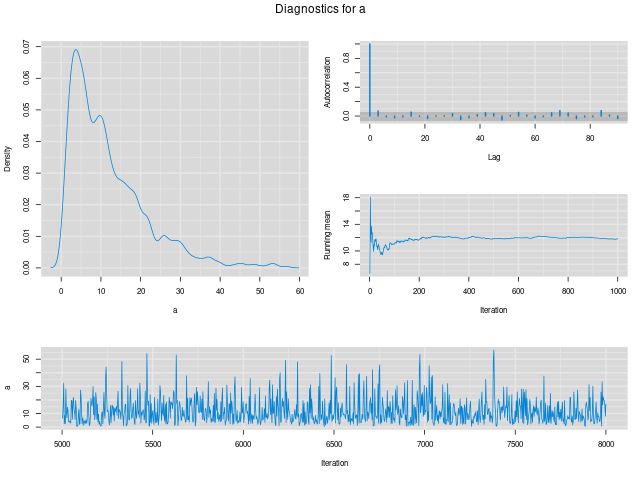 Diagnostics for a
Density
0.00 0.01 0.02 0.03 0.04 0.05 0.06 0.07
0 10 20 30 40 50 60
a
Autocorrelation
0.0 0.4 0.8
0 20 40 60 80
Lag
Running mean
8 10 14 18
0 200 400 600 800 1000
Iteration
a
0 10 30 50
5000 5500 6000 6500 7000 7500 8000
Iteration